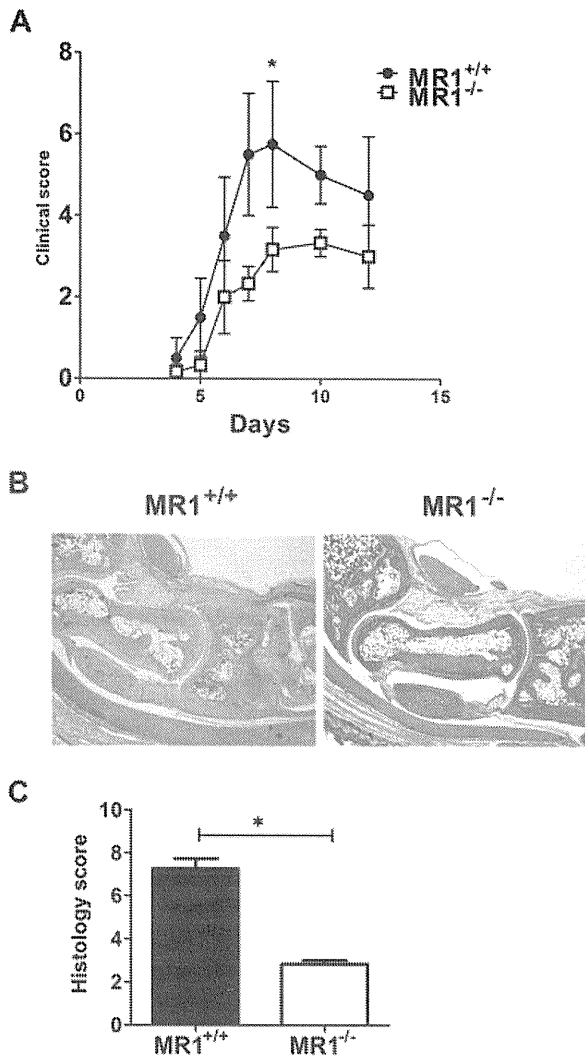 A
8
6
4
2
0
Clinical score
*
MR1+/+
MR1-/-
0 5 10 15
Days
B
MR1+/+ MR1-/-
C
10
8
6
4
2
0
Histology score
*
MR1+/+ MR1-/-